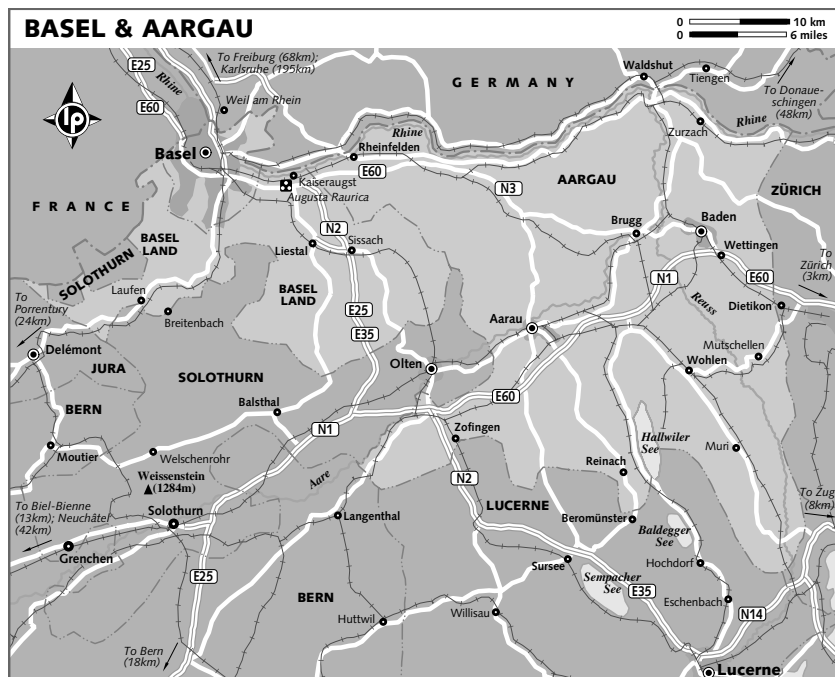 BASEL & AARGAU
0 10 km
0 6 miles
To Freiburg (68km);
Karlsruhe (195km)
E25
Rhine
E60
Weil am Rhein
GERMANY
Waldshut
Tiengen
To Donaue-
schingen
(48km)
lp
Basel
Rhine
Rheinfelden
Zurzach
Rhine
Kaiseraugst
E60
Augusta Raurica
N3
AARGAU
ZÜRICH
FRANCE
N2
BASEL
LAND
Liestal
Sissach
Brugg
Baden
Wettingen
SOLOTHURN
BASEL
LAND
N1
E60
To
Zürich
(3km)
To
Porrentury
(24km)
Laufen
Breitenbach
E25
E35
Aarau
Reuss
Dietikon
Mutschellen
Delémont
JURA
SOLOTHURN
Olten
Wohlen
BERN
Balsthal
E60
N1
Zofingen
Hallwiler
See
Muri
Moutier
Welschenrohr
Weissenstein
(1284m)
Aare
N2
Reinach
LUCERNE
To Zug
(8km)
To Biel-Bienne
(13km); Neuchâtel
(42km)
Solothurn
Langenthal
Beromünster
Baldegger
See
Grenchen
E25
Sursee
Hochdorf
Sempacher
See
E35
BERN
Eschenbach
Huttwil
Willisau
N14
To Bern
(18km)
Lucerne